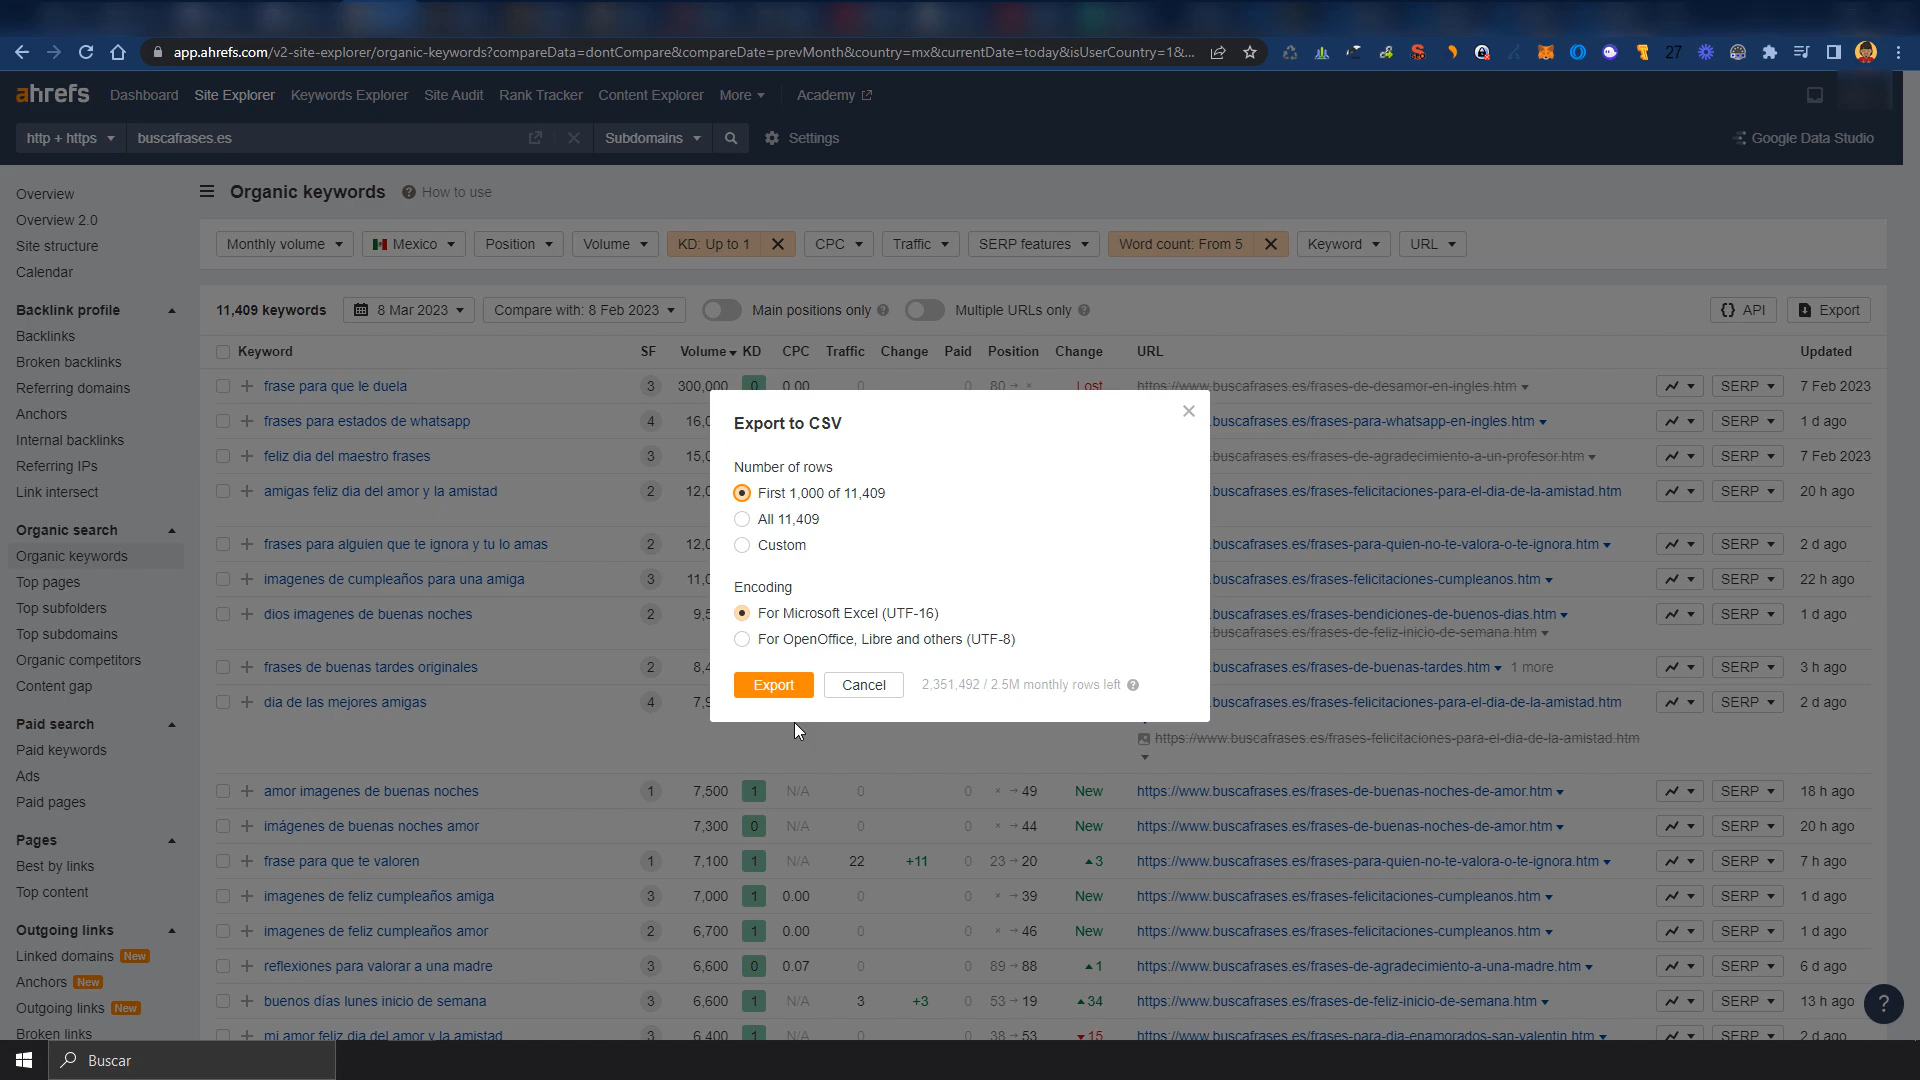 app.ahrefs.com/v2-site-explorer/organic-keywords?compareData=dontCompare&compareDate=prevMonth&country=mx&currentDate=today&isUserCountry=1&...
27
ahrefs Dashboard Site Explorer Keywords Explorer Site Audit Rank Tracker Content Explorer More Academy
http + https buscafrases.es Subdomains Settings Google Data Studio
Overview
Overview 2.0
Site structure
Calendar
Backlink profile
Backlinks
Broken backlinks
Referring domains
Anchors
Internal backlinks
Referring IPs
Link intersect
Organic search
Organic keywords
Top pages
Top subfolders
Top subdomains
Organic competitors
Content gap
Paid search
Paid keywords
Ads
Paid pages
Pages
Best by links
Top content
Outgoing links
Linked domains New
Anchors New
Outgoing links New
Broken links
Organic keywords ? How to use
Monthly volume Mexico Position Volume KD: Up to 1 CPC Traffic SERP features Word count: From 5 Keyword URL
11,409 keywords 8 Mar 2023 Compare with: 8 Feb 2023 Main positions only ? Multiple URLs only ? {} API Export
Keyword SF Volume KD CPC Traffic Change Paid Position Change URL Updated
frase para que le duela 3 300,000 0 0.00 0 0 80 → × Lost https://www.buscafrases.es/frases-de-desamor-en-ingles.htm SERP 7 Feb 2023
frases para estados de whatsapp 4 16,0 .buscafrases.es/frases-para-whatsapp-en-ingles.htm SERP 1 d ago
feliz dia del maestro frases 3 15,0 .buscafrases.es/frases-de-agradecimiento-a-un-profesor.htm SERP 7 Feb 2023
amigas feliz dia del amor y la amistad 2 12,0 .buscafrases.es/frases-felicitaciones-para-el-dia-de-la-amistad.htm SERP 20 h ago
frases para alguien que te ignora y tu lo amas 2 12,0 .buscafrases.es/frases-para-quien-no-te-valora-o-te-ignora.htm SERP 2 d ago
imagenes de cumpleaños para una amiga 3 11,0 .buscafrases.es/frases-felicitaciones-cumpleanos.htm SERP 22 h ago
dios imagenes de buenas noches 2 9,5 .buscafrases.es/frases-bendiciones-de-buenos-dias.htm SERP 1 d ago
.buscafrases.es/frases-de-feliz-inicio-de-semana.htm
frases de buenas tardes originales 2 8,4 .buscafrases.es/frases-de-buenas-tardes.htm 1 more SERP 3 h ago
dia de las mejores amigas 4 7,9 .buscafrases.es/frases-felicitaciones-para-el-dia-de-la-amistad.htm SERP 2 d ago
https://www.buscafrases.es/frases-felicitaciones-para-el-dia-de-la-amistad.htm
amor imagenes de buenas noches 1 7,500 1 N/A 0 0 × → 49 New https://www.buscafrases.es/frases-de-buenas-noches-de-amor.htm SERP 18 h ago
imágenes de buenas noches amor 7,300 0 N/A 0 0 × → 44 New https://www.buscafrases.es/frases-de-buenas-noches-de-amor.htm SERP 20 h ago
frase para que te valoren 1 7,100 1 N/A 22 +11 0 23 → 20 ▲3 https://www.buscafrases.es/frases-para-quien-no-te-valora-o-te-ignora.htm SERP 7 h ago
imagenes de feliz cumpleaños amiga 3 7,000 1 0.00 0 0 × → 39 New https://www.buscafrases.es/frases-felicitaciones-cumpleanos.htm SERP 1 d ago
imagenes de feliz cumpleaños amor 2 6,700 1 0.00 0 0 × → 46 New https://www.buscafrases.es/frases-felicitaciones-cumpleanos.htm SERP 1 d ago
reflexiones para valorar a una madre 3 6,600 0 0.07 0 0 89 → 88 ▲1 https://www.buscafrases.es/frases-de-agradecimiento-a-una-madre.htm SERP 6 d ago
buenos días lunes inicio de semana 3 6,600 1 N/A 3 +3 0 53 → 19 ▲34 https://www.buscafrases.es/frases-de-feliz-inicio-de-semana.htm SERP 13 h ago
mi amor feliz dia del amor y la amistad 3 6,400 1 N/A 0 0 38 → 53 ▼15 https://www.buscafrases.es/frases-para-dia-enamorados-san-valentin.htm SERP 2 d ago
Export to CSV
Number of rows
First 1,000 of 11,409
All 11,409
Custom
Encoding
For Microsoft Excel (UTF-16)
For OpenOffice, Libre and others (UTF-8)
Export Cancel 2,351,492 / 2.5M monthly rows left ?
?
Buscar